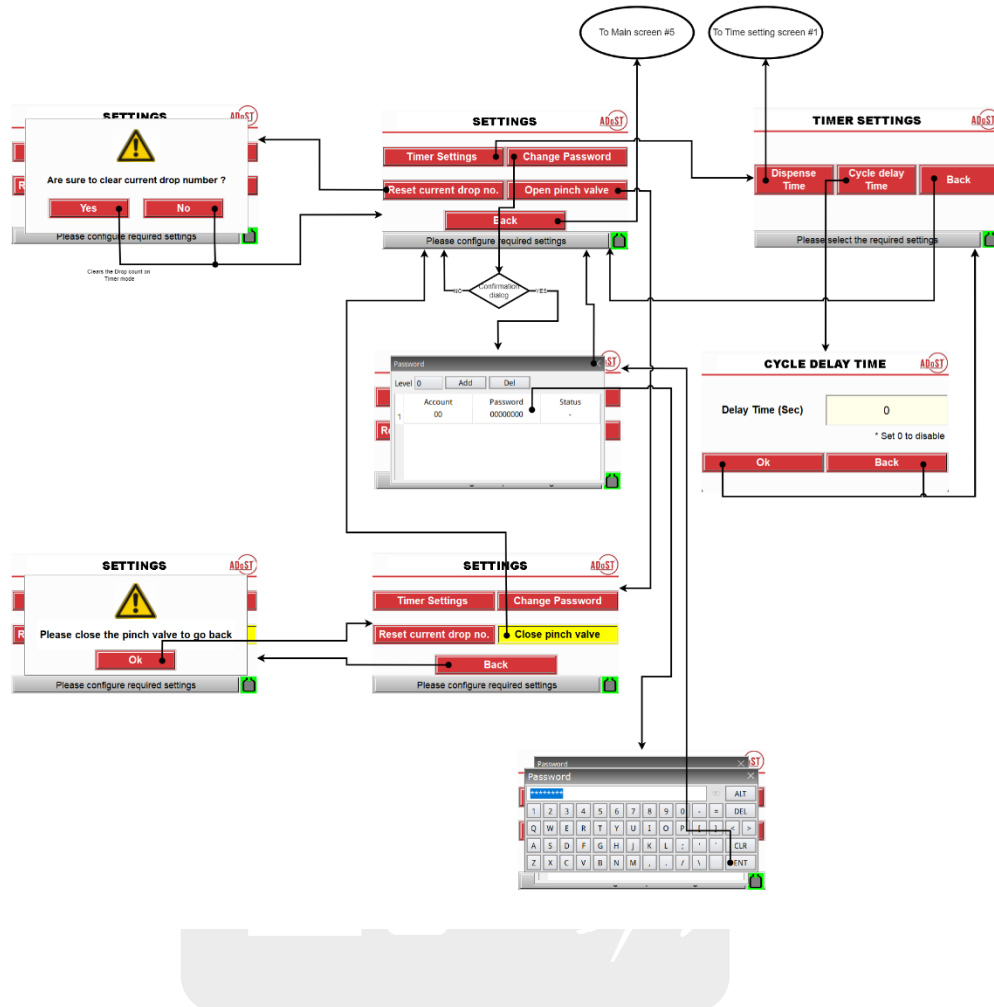 To Main screen #5
To Time setting screen #1
SETTINGS
ADoST
Are sure to clear current drop number ?
Yes
No
Please configure required settings
Clears the Drop count on
Timer mode
SETTINGS
ADoST
Timer Settings
Change Password
Reset current drop no.
Open pinch valve
Back
Please configure required settings
TIMER SETTINGS
ADoST
Dispense
Time
Cycle delay
Time
Back
Please select the required settings
NO
Confirmation
dialog
YES
Password
Level 0 Add Del
Account Password Status
1 00 00000000 -
CYCLE DELAY TIME
ADoST
Delay Time (Sec) 0
* Set 0 to disable
Ok
Back
SETTINGS
ADoST
Please close the pinch valve to go back
Ok
Please configure required settings
SETTINGS
ADoST
Timer Settings
Change Password
Reset current drop no.
Close pinch valve
Back
Please configure required settings
Password
Password
******** ALT
1 2 3 4 5 6 7 8 9 0 - = DEL
Q W E R T Y U I O P [ ] < >
A S D F G H J K L ; ' ` CLR
Z X C V B N M , . / \ ENT